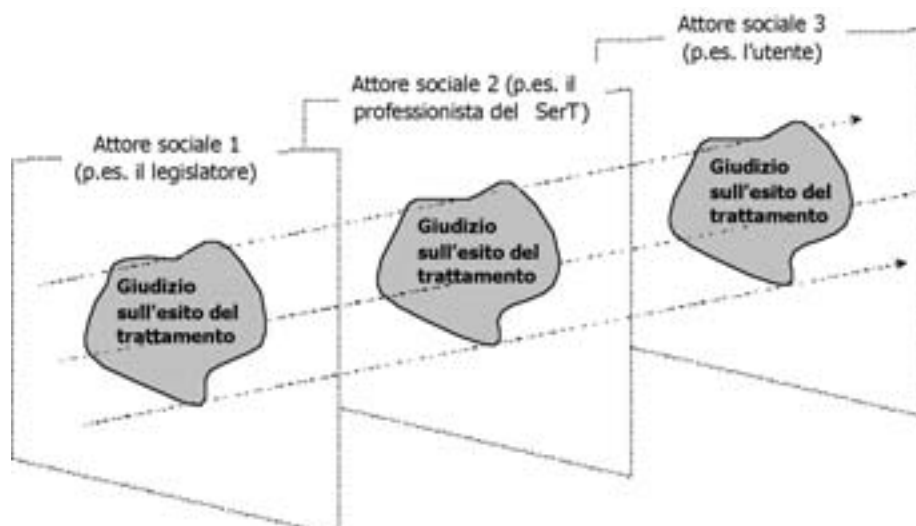 Attore sociale 1
(p.es. il legislatore)
Giudizio
sull'esito del
trattamento
Attore sociale 2 (p.es. il
professionista del SerT)
Giudizio
sull'esito del
trattamento
Attore sociale 3
(p.es. l'utente)
Giudizio
sull'esito del
trattamento